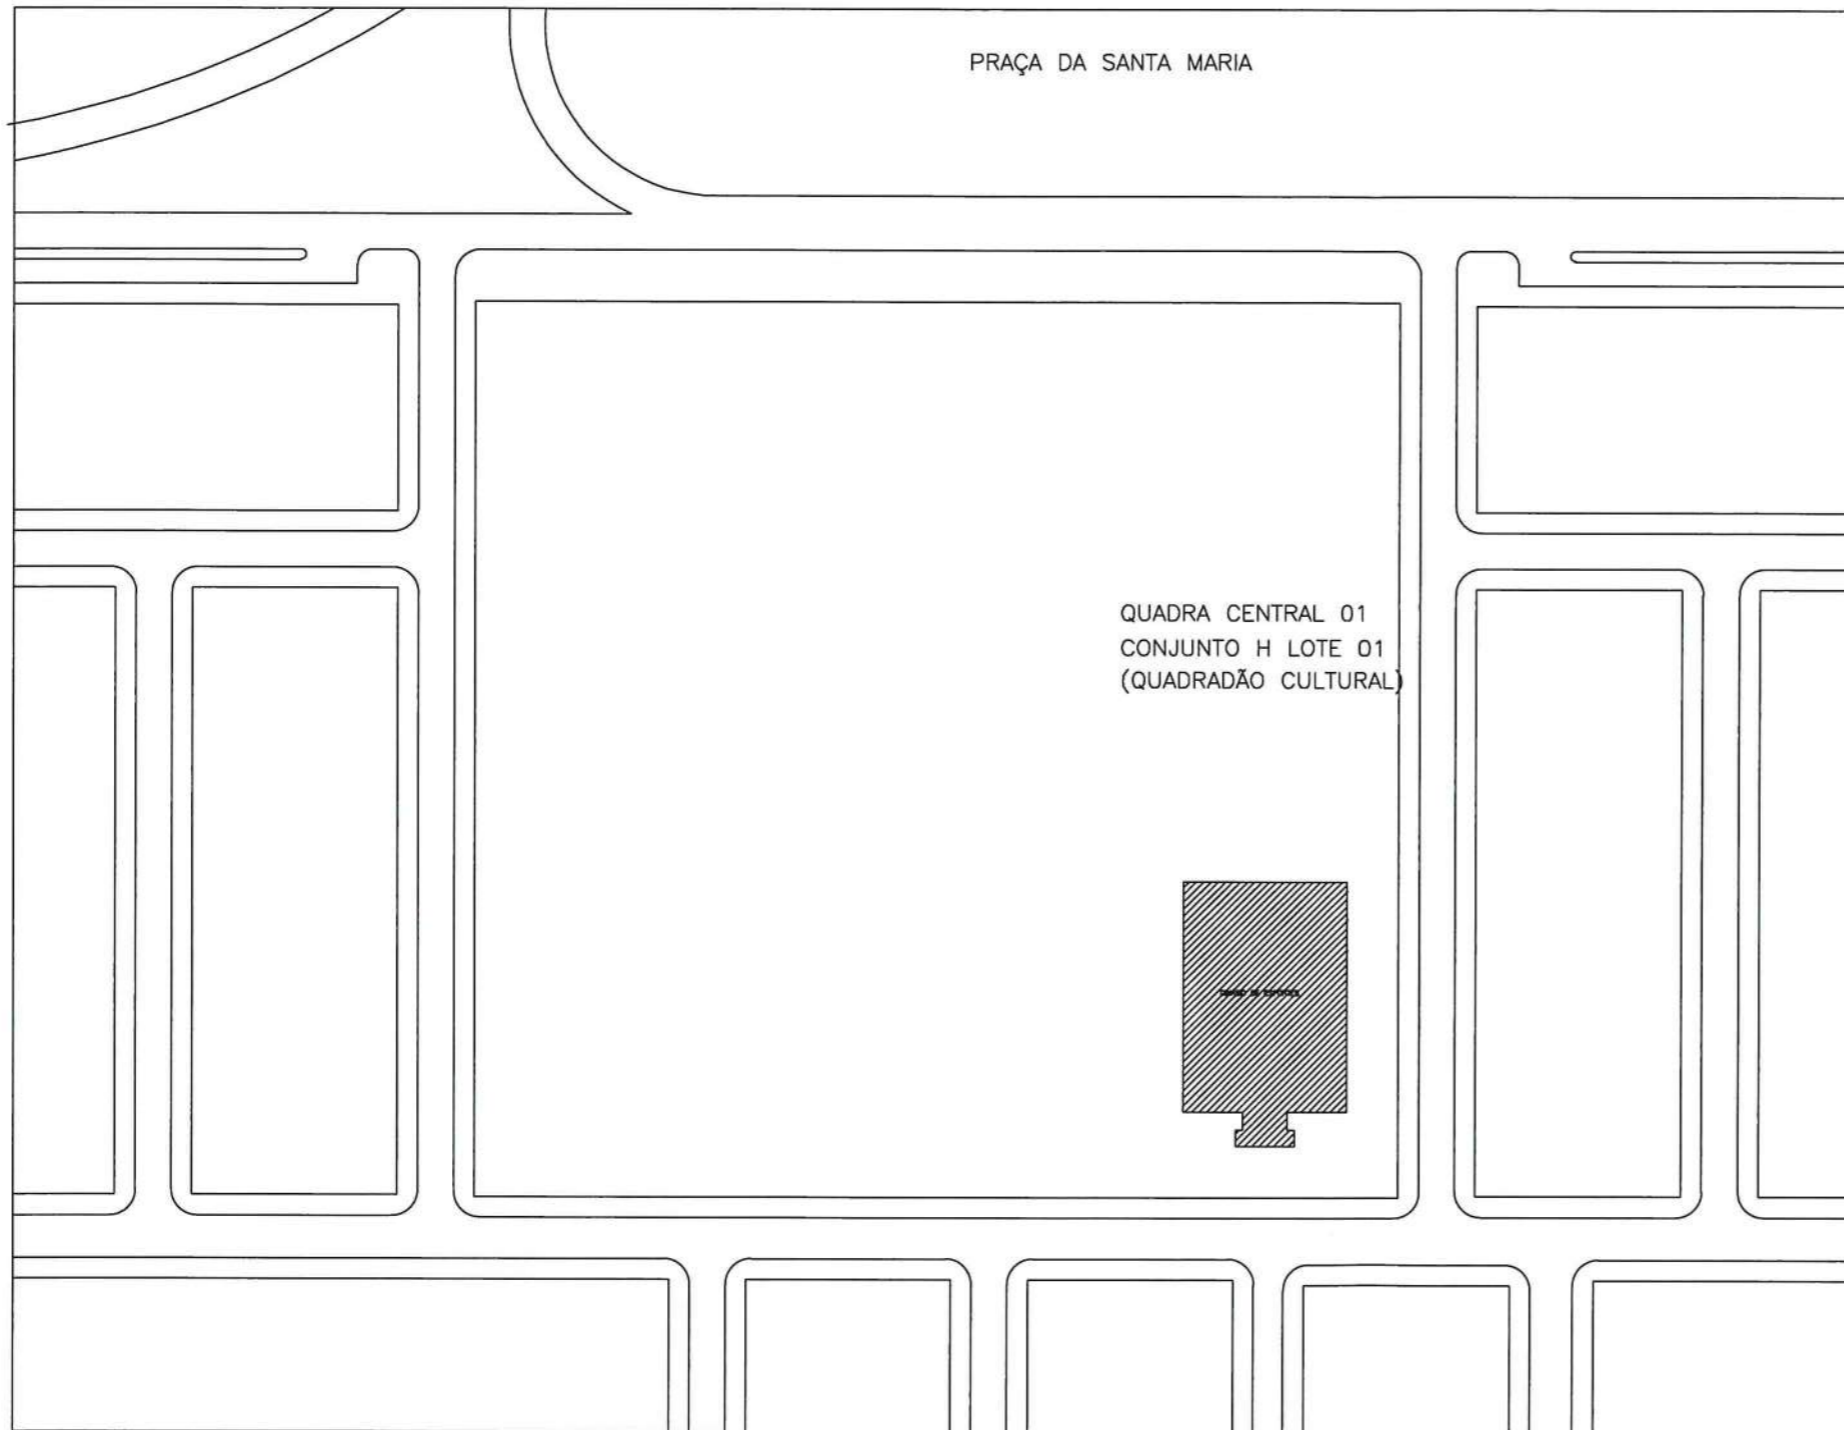 PRAÇA DA SANTA MARIA
QUADRA CENTRAL 01
CONJUNTO H LOTE 01
(QUADRADÃO CULTURAL)